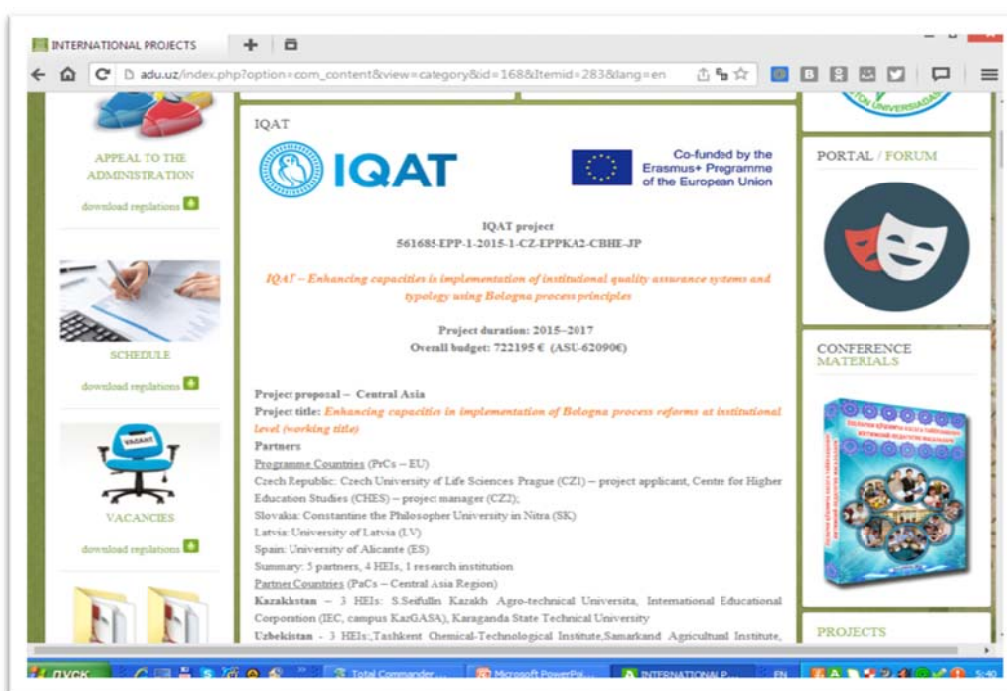 INTERNATIONAL PROJECTS
adu.uz/index.php?option=com_content&view=category&id=168&Itemid=283&lang=en
APPEAL TO THE
ADMINISTRATION
download regulations
SCHEDULE
download regulations
VACANCIES
download regulations
IQAT
IQAT
Co-funded by the
Erasmus+ Programme
of the European Union
IQAT project
561685-EPP-1-2015-1-CZ-EPPKA2-CBHE-JP
IQAT – Enhancing capacities is implementation of institutional quality assurance sytems and
typology using Bologna process principles
Project duration: 2015–2017
Overall budget: 722195 € (ASU-62090€)
Project proposal – Central Asia
Project title: Enhancing capacitis in implementation of Bologna process reforms at institutional
level (working title)
Partners
Programme Countries (PrCs – EU)
Czech Republic: Czech University of Life Sciences Prague (CZ1) – project applicant, Centre for Higher
Education Studies (CHES) – project manager (CZ2);
Slovakia: Constantine the Philosopher University in Nitra (SK)
Latvia: University of Latvia (LV)
Spain: University of Alicante (ES)
Summary: 5 partners, 4 HEIs, 1 research institution
Partner Countries (PaCs – Central Asia Region)
Kazakhstan – 3 HEIs: S.Seifulin Kazakh Agro-technical Universita, International Educational
Corporation (IEC, campus KazGASA), Karaganda State Technical University
Uzbekistan - 3 HEIs:,Tashkent Chemical-Technological Institute,Samarkand Agricultural Institute,
PORTAL / FORUM
CONFERENCE
MATERIALS
PROJECTS
пуск
Total Commander ...
Microsoft PowerPoi...
INTERNATIONAL P...
EN
5:40